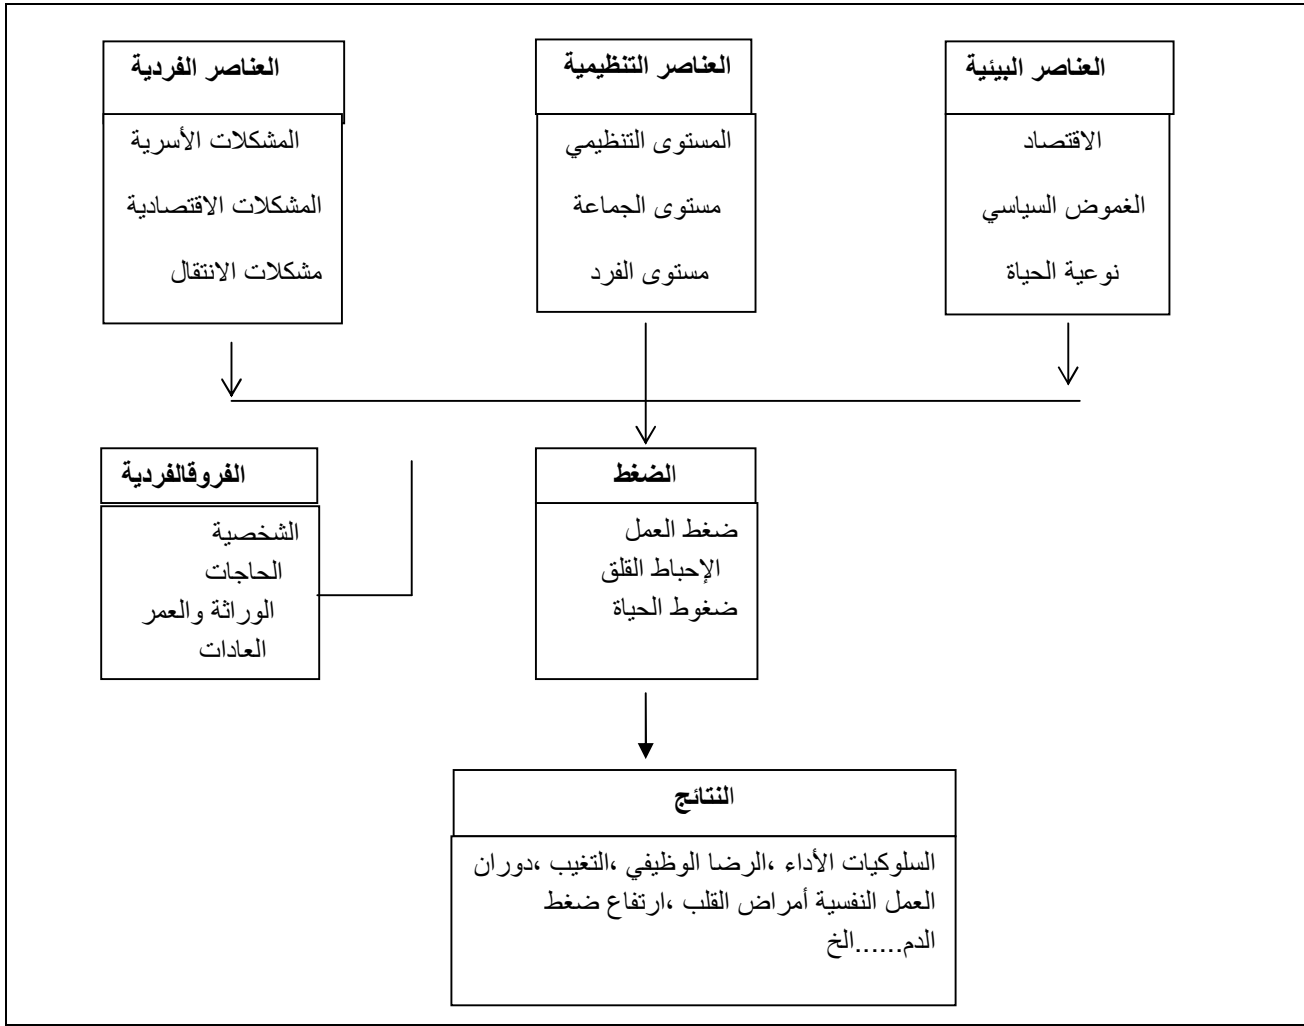 العناصر البيئية
الاقتصاد
الغموض السياسي
نوعية الحياة
العناصر التنظيمية
المستوى التنظيمي
مستوى الجماعة
مستوى الفرد
العناصر الفردية
المشكلات الأسرية
المشكلات الاقتصادية
مشكلات الانتقال
الضغط
ضغط العمل
الإحباط القلق
ضغوط الحياة
الفروقالفردية
الشخصية
الحاجات
الوراثة والعمر
العادات
النتائج
السلوكيات الأداء ،الرضا الوظيفي ،التغيب ،دوران
العمل النفسية أمراض القلب ،ارتفاع ضغط
الدم......الخ